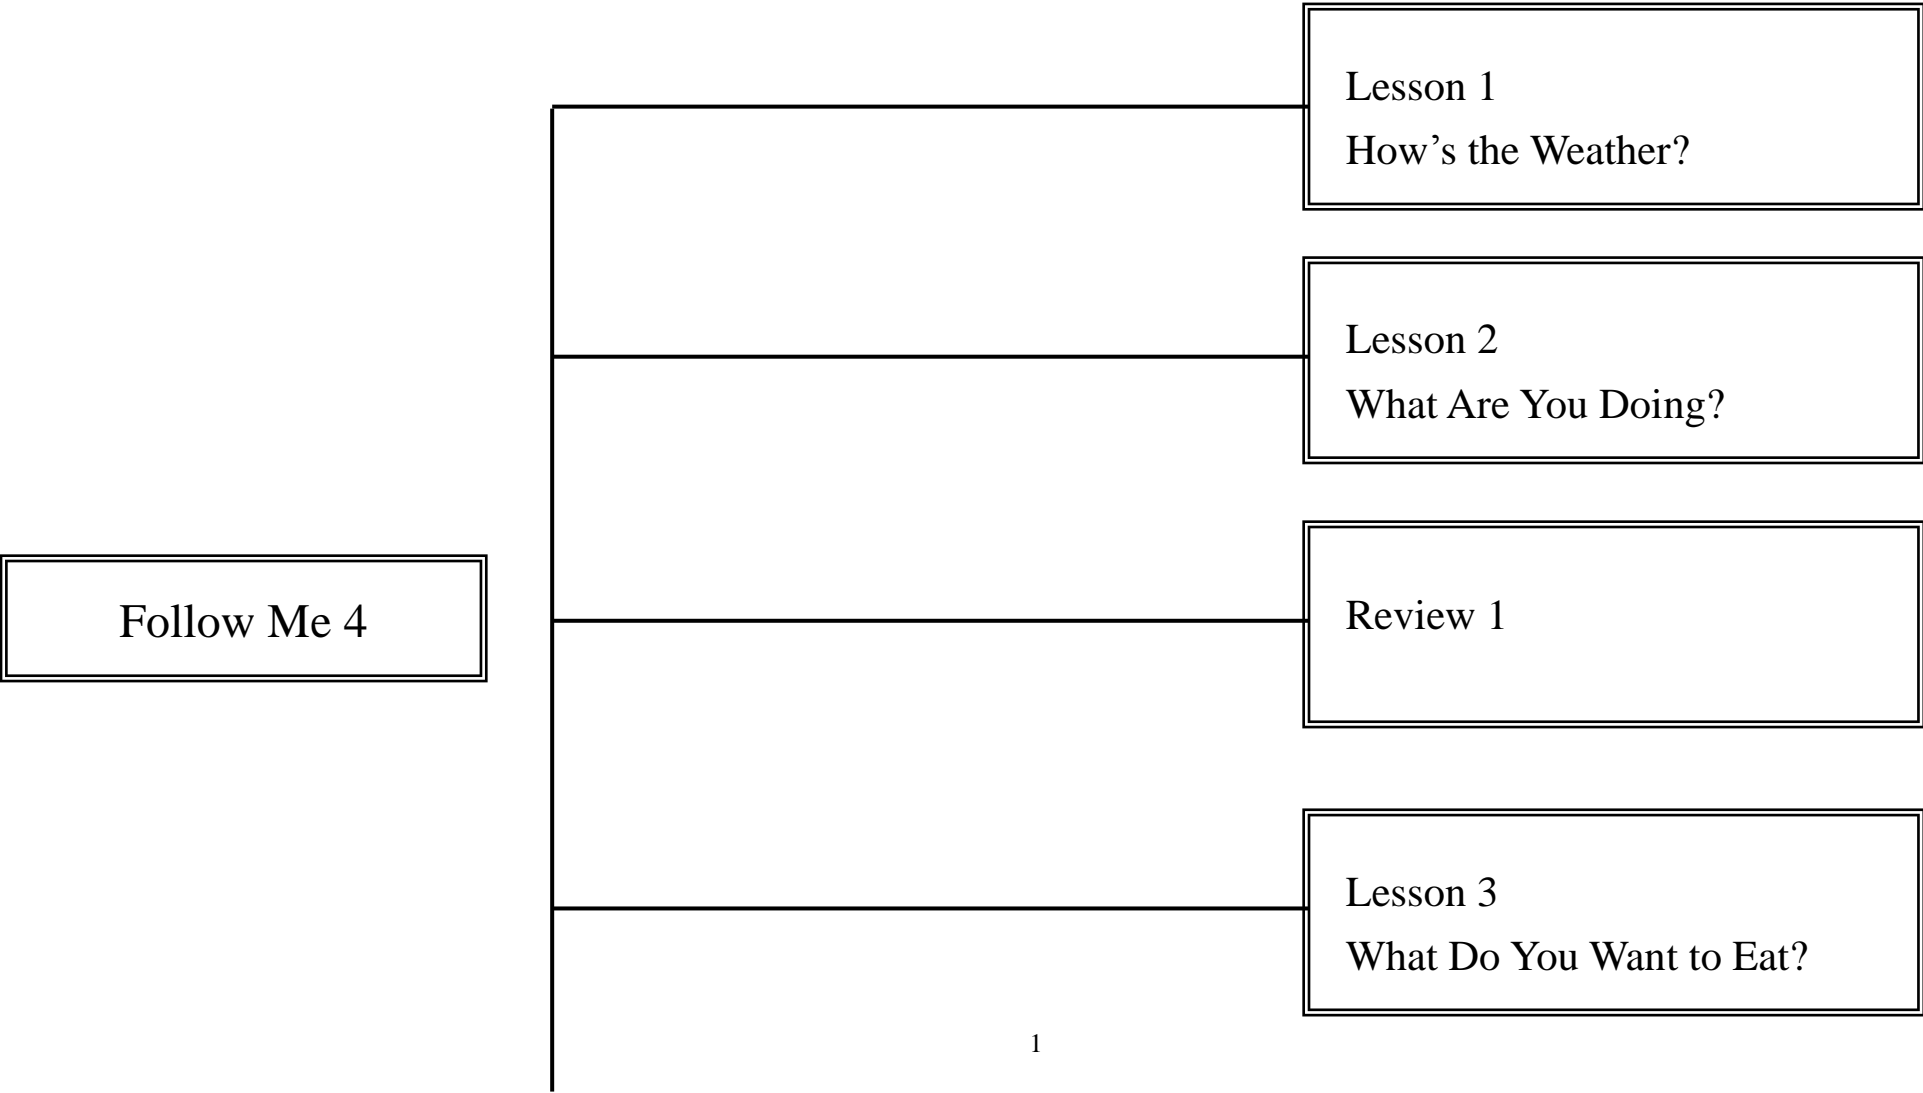 Follow Me 4
Lesson 1
How’s the Weather?
Lesson 2
What Are You Doing?
Review 1
Lesson 3
What Do You Want to Eat?
1